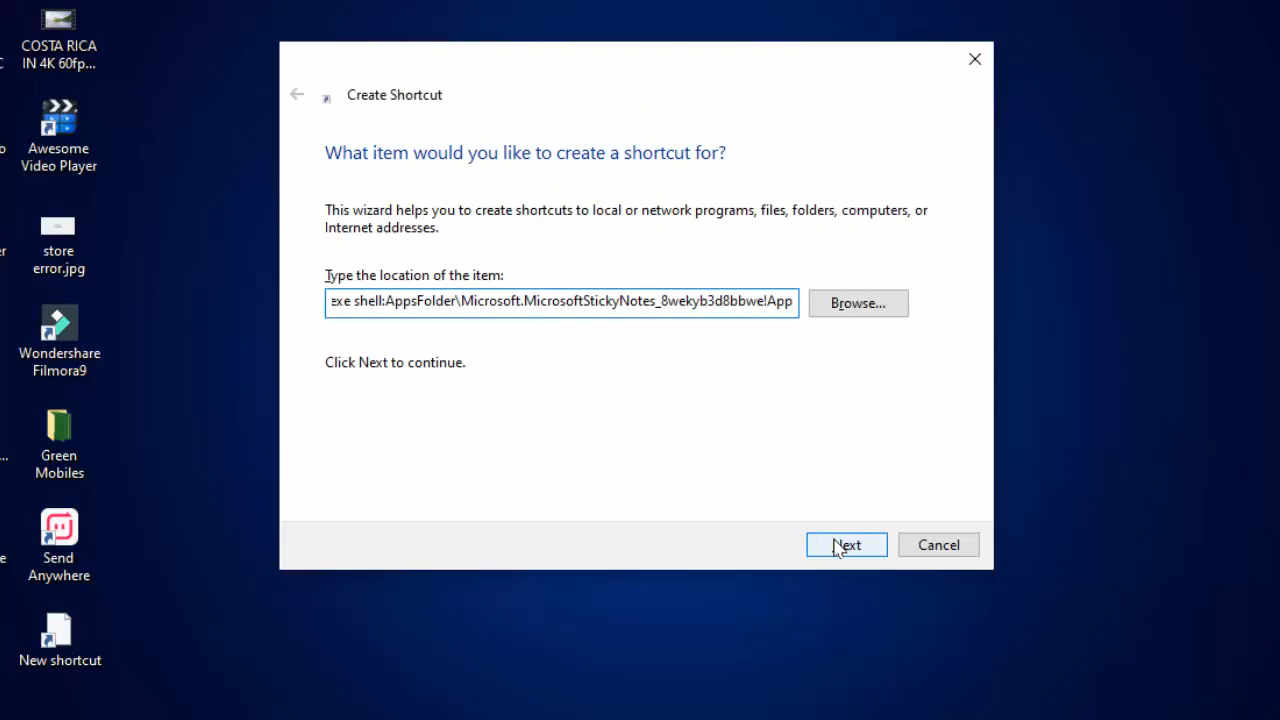 COSTA RICA
IN 4K 60fp...
Awesome
Video Player
store
error.jpg
Wondershare
Filmora9
Green
Mobiles
Send
Anywhere
New shortcut
Create Shortcut
What item would you like to create a shortcut for?
This wizard helps you to create shortcuts to local or network programs, files, folders, computers, or
Internet addresses.
Type the location of the item:
exe shell:AppsFolder\Microsoft.MicrosoftStickyNotes_8wekyb3d8bbwe!App
Browse...
Click Next to continue.
Next
Cancel